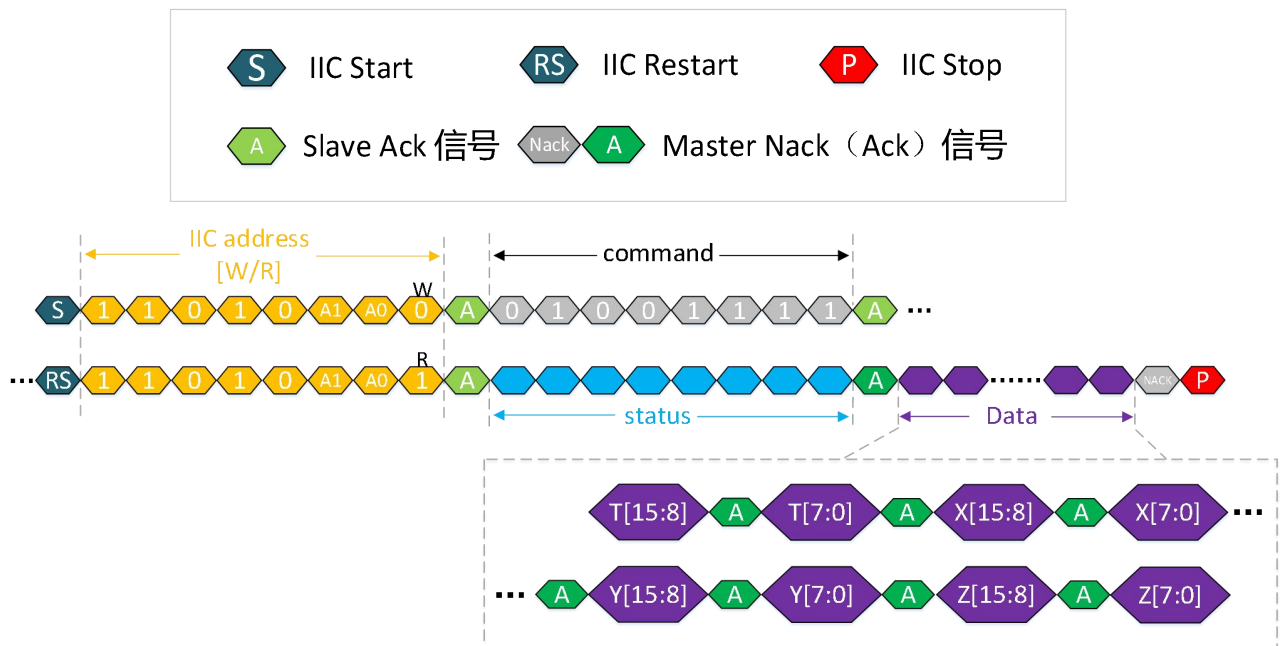 S IIC Start RS IIC Restart P IIC Stop
A Slave Ack 信号 Nack A Master Nack（Ack）信号
IIC address
[W/R]
command
W
S 1 1 0 1 0 A1 A0 0 A 0 1 0 0 1 1 1 1 A ...
R
... RS 1 1 0 1 0 A1 A0 1 A A ...... NACK P
status Data
T[15:8] A T[7:0] A X[15:8] A X[7:0] ...
... A Y[15:8] A Y[7:0] A Z[15:8] A Z[7:0]